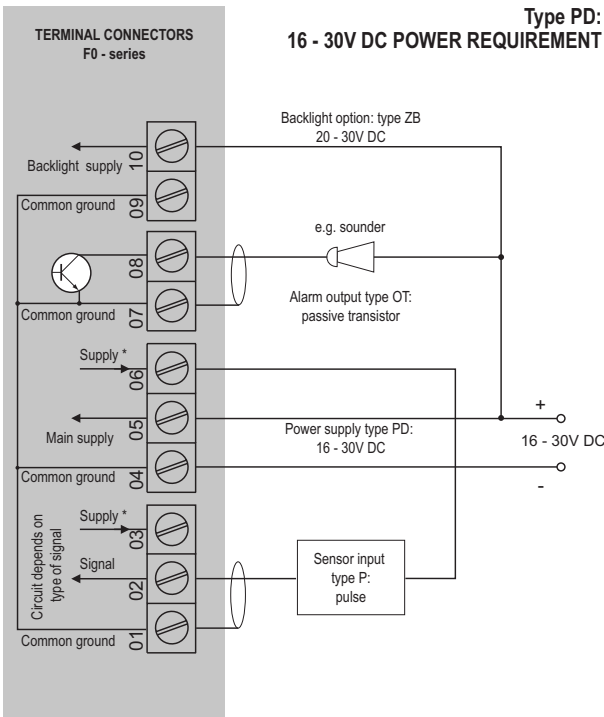 Type PD:
16 - 30V DC POWER REQUIREMENT
TERMINAL CONNECTORS
F0 - series
Backlight option: type ZB
20 - 30V DC
10
Backlight supply
09
Common ground
e.g. sounder
08
Alarm output type OT:
passive transistor
07
Common ground
Supply *
06
+
05
Main supply
Power supply type PD:
16 - 30V DC
16 - 30V DC
04
Common ground
-
Supply *
03
Circuit depends on
type of signal
Signal
02
Sensor input
type P:
pulse
01
Common ground